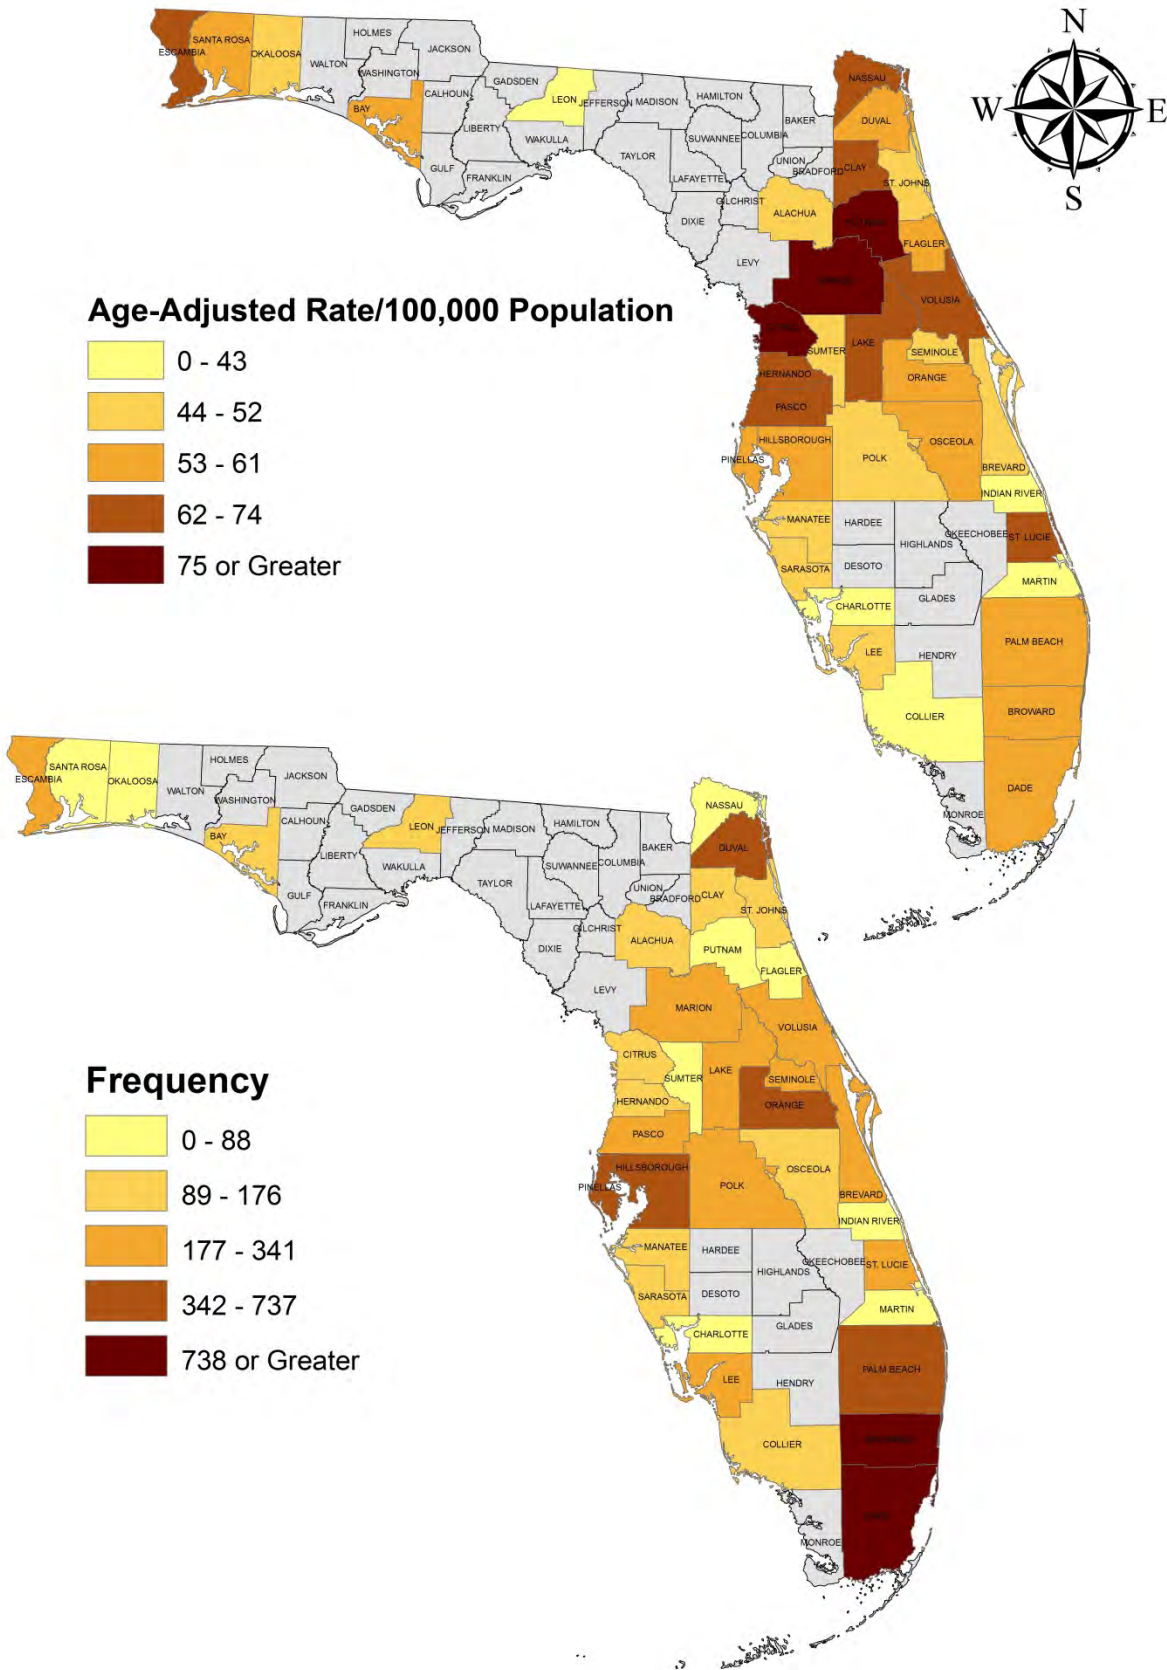 N
W
E
S
HOLMES
SANTA ROSA
JACKSON
ESCAMBIA
OKALOOSA
WALTON
WASHINGTON
NASSAU
GADSDEN
CALHOUN
LEON
JEFFERSON
MADISON
HAMILTON
BAY
BAKER
DUVAL
LIBERTY
WAKULLA
SUWANNEE
COLUMBIA
TAYLOR
UNION
BRADFORD
CLAY
GULF
FRANKLIN
LAFAYETTE
ST. JOHNS
GILCHRIST
ALACHUA
DIXIE
FLAGLER
LEVY
VOLUSIA
Age-Adjusted Rate/100,000 Population
0 - 43
44 - 52
53 - 61
62 - 74
75 or Greater
SUMTER
LAKE
SEMINOLE
HERNANDO
ORANGE
PASCO
HILLSBOROUGH
OSCEOLA
PINELLAS
POLK
BREVARD
INDIAN RIVER
MANATEE
HARDEE
OKEECHOBEE
ST. LUCIE
HIGHLANDS
SARASOTA
DESOTO
MARTIN
CHARLOTTE
GLADES
PALM BEACH
LEE
HENDRY
BROWARD
COLLIER
DADE
MONROE
HOLMES
SANTA ROSA
JACKSON
ESCAMBIA
OKALOOSA
WALTON
WASHINGTON
NASSAU
GADSDEN
CALHOUN
LEON
JEFFERSON
MADISON
HAMILTON
BAY
BAKER
DUVAL
LIBERTY
WAKULLA
SUWANNEE
COLUMBIA
TAYLOR
UNION
BRADFORD
CLAY
GULF
FRANKLIN
LAFAYETTE
ST. JOHNS
GILCHRIST
ALACHUA
DIXIE
PUTNAM
FLAGLER
LEVY
MARION
VOLUSIA
Frequency
0 - 88
89 - 176
177 - 341
342 - 737
738 or Greater
CITRUS
SUMTER
LAKE
SEMINOLE
HERNANDO
ORANGE
PASCO
HILLSBOROUGH
OSCEOLA
PINELLAS
POLK
BREVARD
INDIAN RIVER
MANATEE
HARDEE
OKEECHOBEE
ST. LUCIE
HIGHLANDS
SARASOTA
DESOTO
MARTIN
CHARLOTTE
GLADES
PALM BEACH
LEE
HENDRY
COLLIER
MONROE